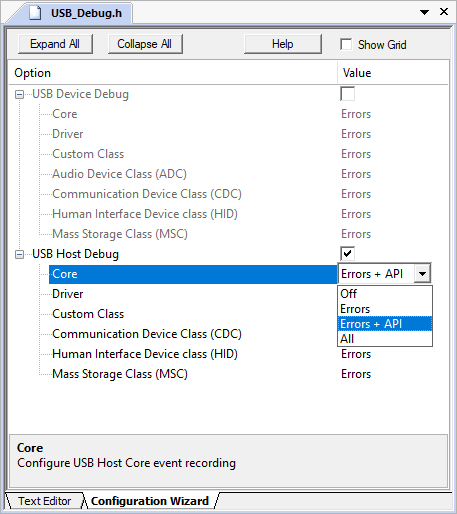 USB_Debug.h
Expand All Collapse All Help Show Grid
Option Value
USB Device Debug
Core Errors
Driver Errors
Custom Class Errors
Audio Device Class (ADC) Errors
Communication Device Class (CDC) Errors
Human Interface Device class (HID) Errors
Mass Storage Class (MSC) Errors
USB Host Debug
Core Errors + API
Driver Off
Custom Class Errors
Errors + API
Communication Device Class (CDC) All
Human Interface Device class (HID) Errors
Mass Storage Class (MSC) Errors
Core
Configure USB Host Core event recording
Text Editor Configuration Wizard